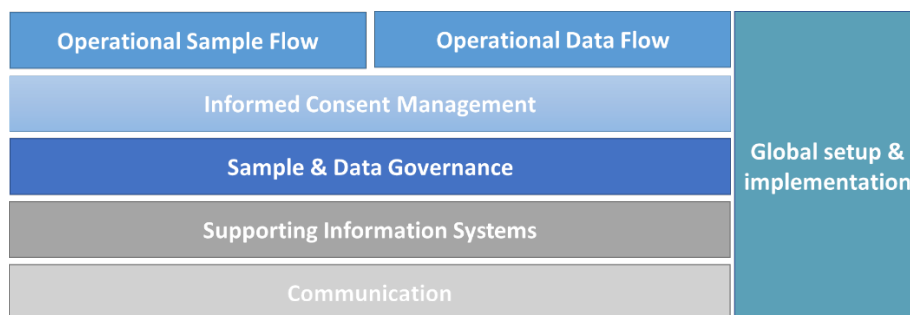 Operational Sample Flow
Operational Data Flow
Informed Consent Management
Sample & Data Governance
Supporting Information Systems
Communication
Global setup &
implementation